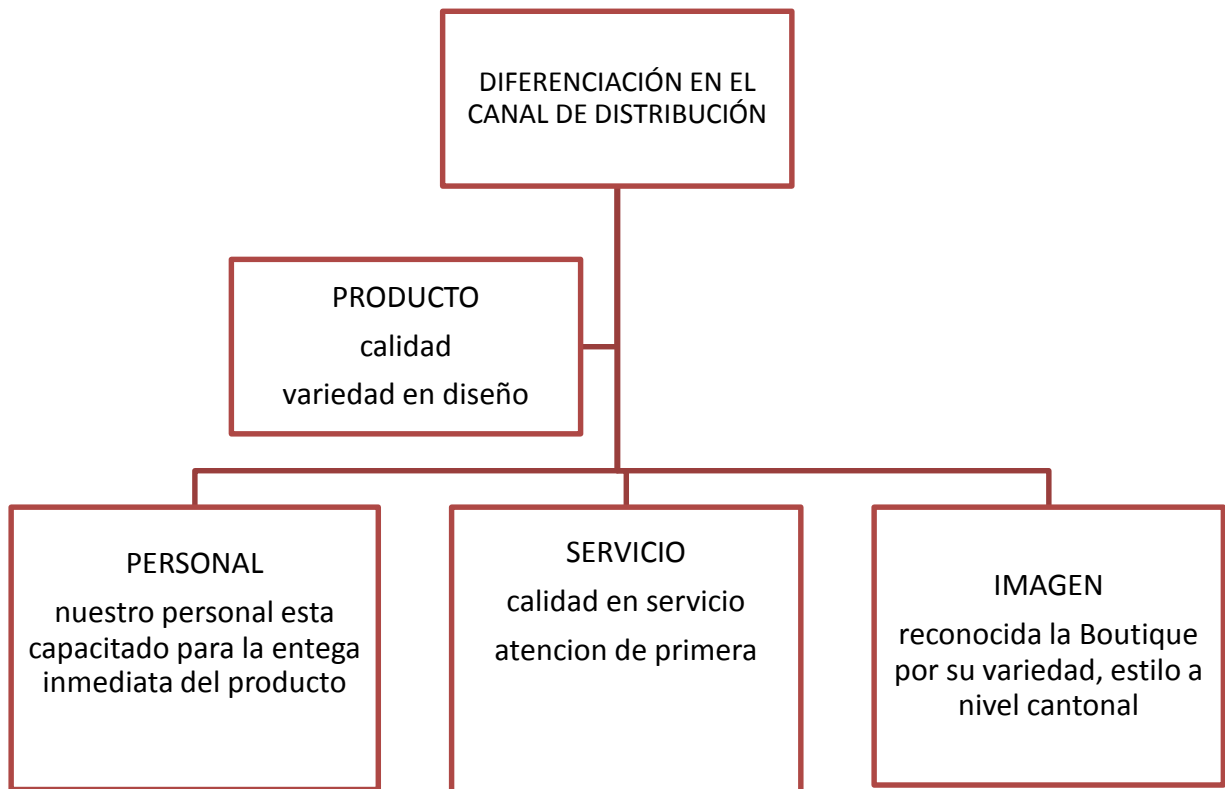 DIFERENCIACIÓN EN EL
CANAL DE DISTRIBUCIÓN
PRODUCTO
calidad
variedad en diseño
PERSONAL
nuestro personal esta
capacitado para la entega
inmediata del producto
SERVICIO
calidad en servicio
atencion de primera
IMAGEN
reconocida la Boutique
por su variedad, estilo a
nivel cantonal